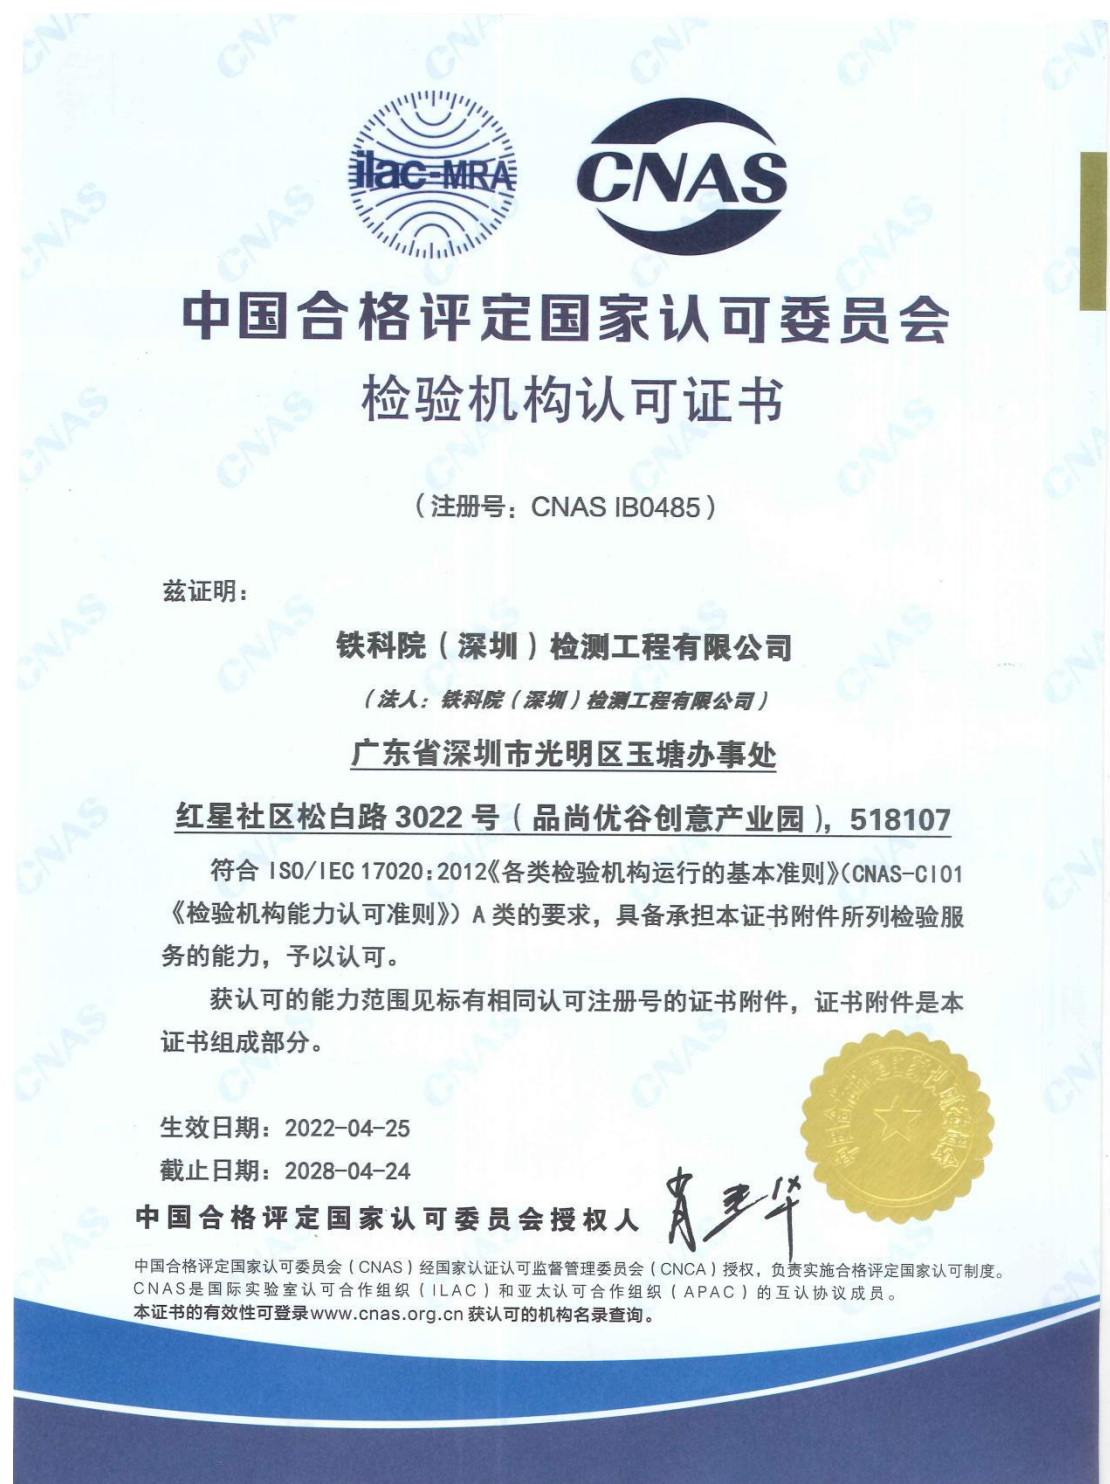 ilac-MRA
CNAS
中国合格评定国家认可委员会
检验机构认可证书
（注册号：CNAS IB0485）
兹证明：
铁科院（深圳）检测工程有限公司
（法人：铁科院（深圳）检测工程有限公司）
广东省深圳市光明区玉塘办事处
红星社区松白路 3022 号（品尚优谷创意产业园），518107
符合 ISO/IEC 17020:2012《各类检验机构运行的基本准则》（CNAS-CI01
《检验机构能力认可准则》）A 类的要求，具备承担本证书附件所列检验服
务的能力，予以认可。
获认可的能力范围见标有相同认可注册号的证书附件，证书附件是本
证书组成部分。
生效日期：2022-04-25
截止日期：2028-04-24
中国合格评定国家认可委员会授权人
中国合格评定国家认可委员会（CNAS）经国家认证认可监督管理委员会（CNCA）授权，负责实施合格评定国家认可制度。
CNAS是国际实验室认可合作组织（ILAC）和亚太认可合作组织（APAC）的互认协议成员。
本证书的有效性可登录www.cnas.org.cn 获认可的机构名录查询。